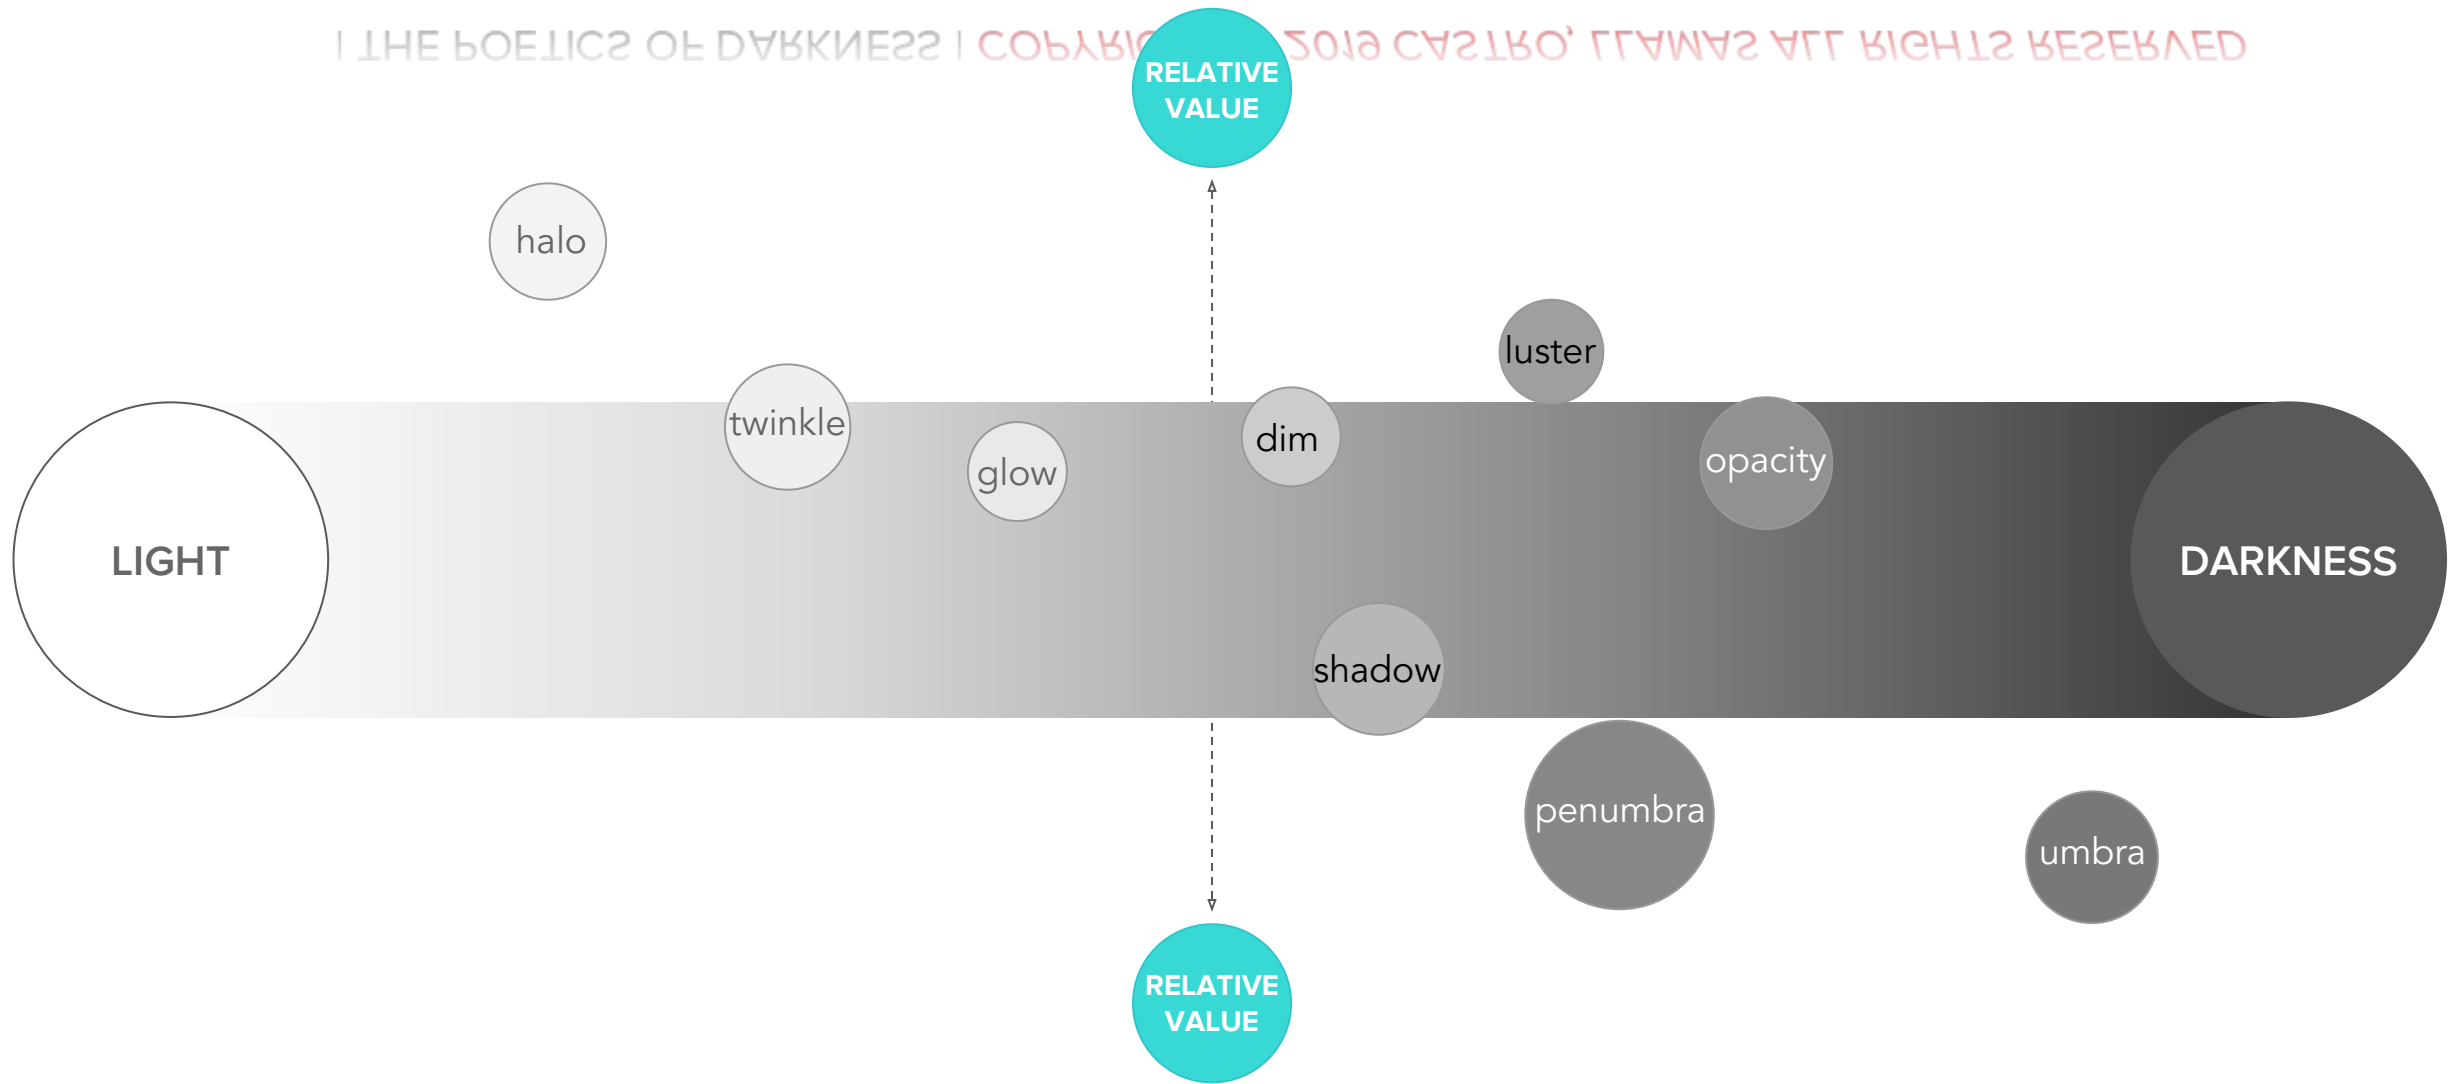 | THE POETICS OF DARKNESS | COPYRIG 2019 CASTRO, LLAMAS ALL RIGHTS RESERVED
RELATIVE
VALUE
halo
luster
twinkle
dim
glow
opacity
LIGHT
DARKNESS
shadow
penumbra
umbra
RELATIVE
VALUE